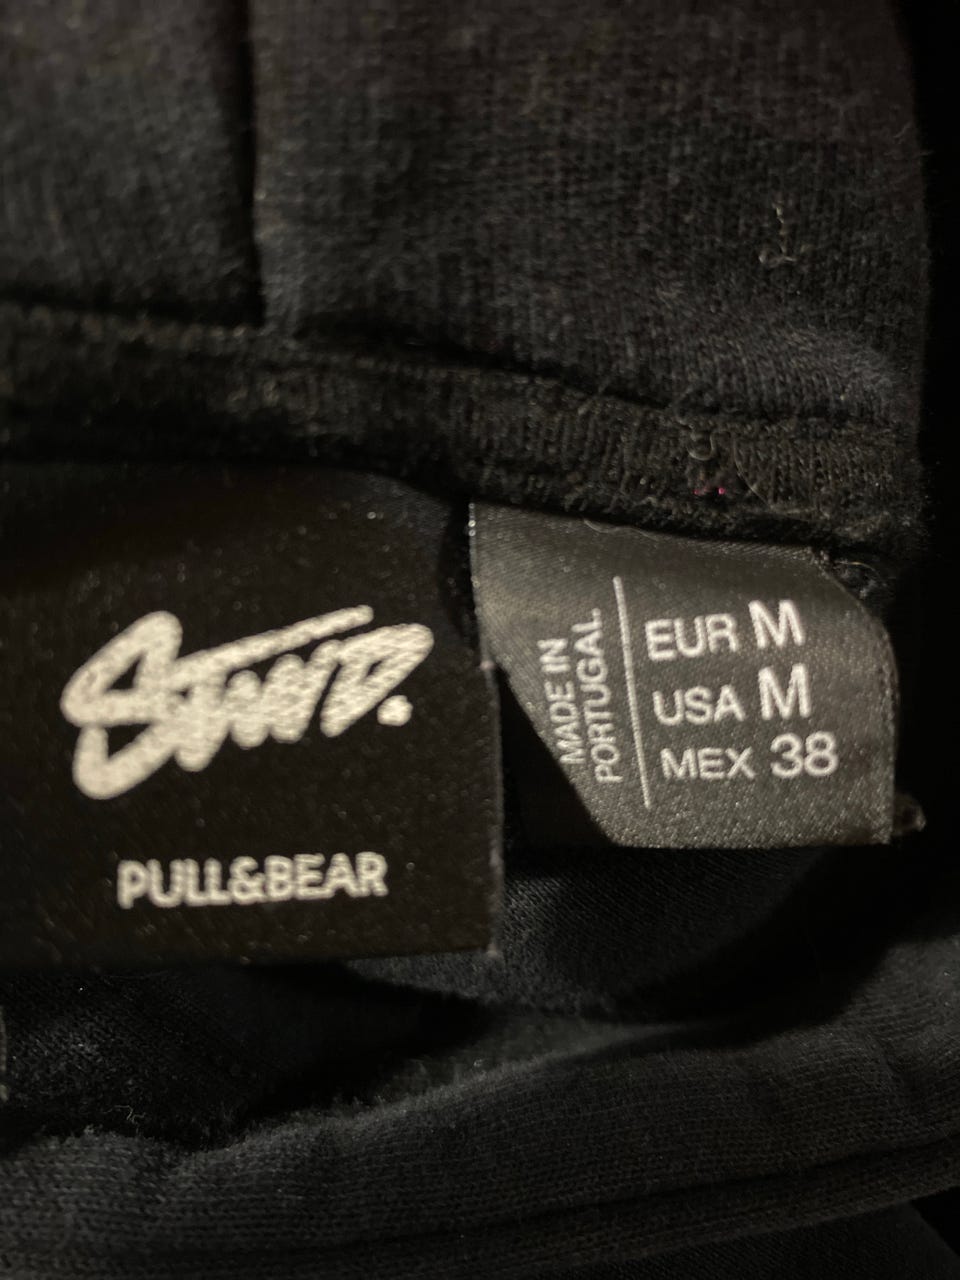 STWD.
PULL&BEAR
MADE IN
PORTUGAL
EUR M
USA M
MEX 38